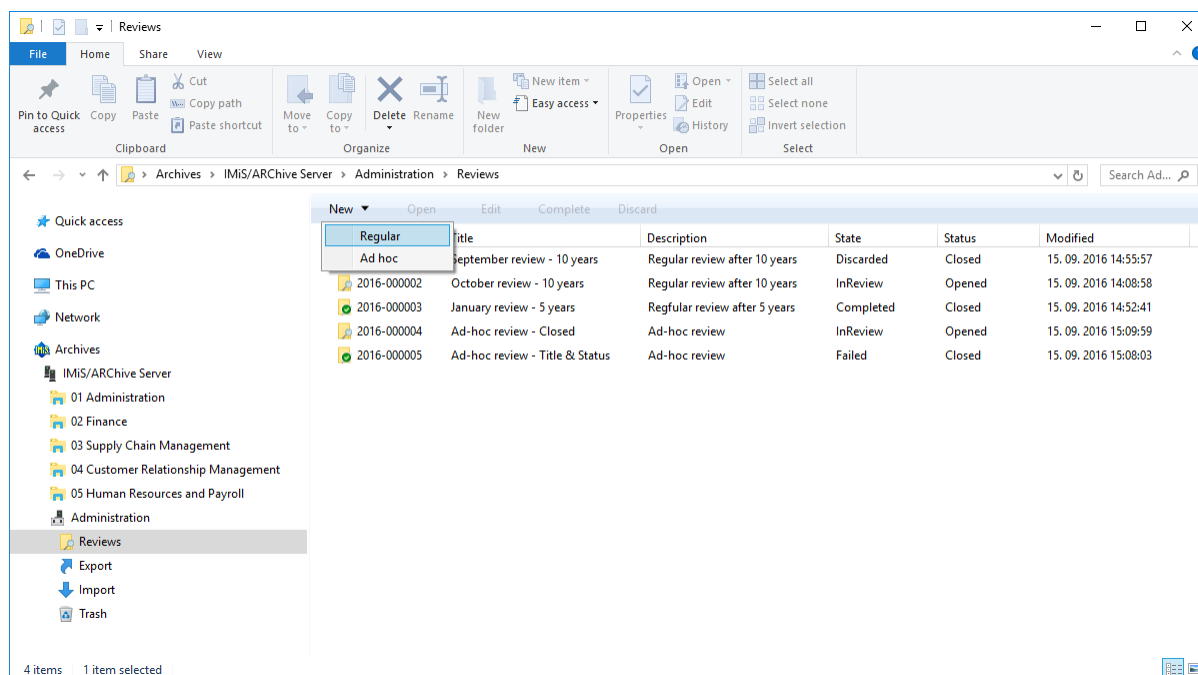 Reviews
File Home Share View
Pin to Quick access
Copy
Paste
Cut
Copy path
Paste shortcut
Clipboard
Move to
Copy to
Delete
Rename
Organize
New folder
New item
Easy access
New
Properties
Open
Edit
History
Open
Select all
Select none
Invert selection
Select
Archives > IMiS/ARChive Server > Administration > Reviews
Search Ad...
Quick access
OneDrive
This PC
Network
Archives
IMiS/ARChive Server
01 Administration
02 Finance
03 Supply Chain Management
04 Customer Relationship Management
05 Human Resources and Payroll
Administration
Reviews
Export
Import
Trash
New Open Edit Complete Discard
Regular
Ad hoc
Title Description State Status Modified
September review - 10 years Regular review after 10 years Discarded Closed 15. 09. 2016 14:55:57
2016-000002 October review - 10 years Regular review after 10 years InReview Opened 15. 09. 2016 14:08:58
2016-000003 January review - 5 years Regfular review after 5 years Completed Closed 15. 09. 2016 14:52:41
2016-000004 Ad-hoc review - Closed Ad-hoc review InReview Opened 15. 09. 2016 15:09:59
2016-000005 Ad-hoc review - Title & Status Ad-hoc review Failed Closed 15. 09. 2016 15:08:03
4 items 1 item selected